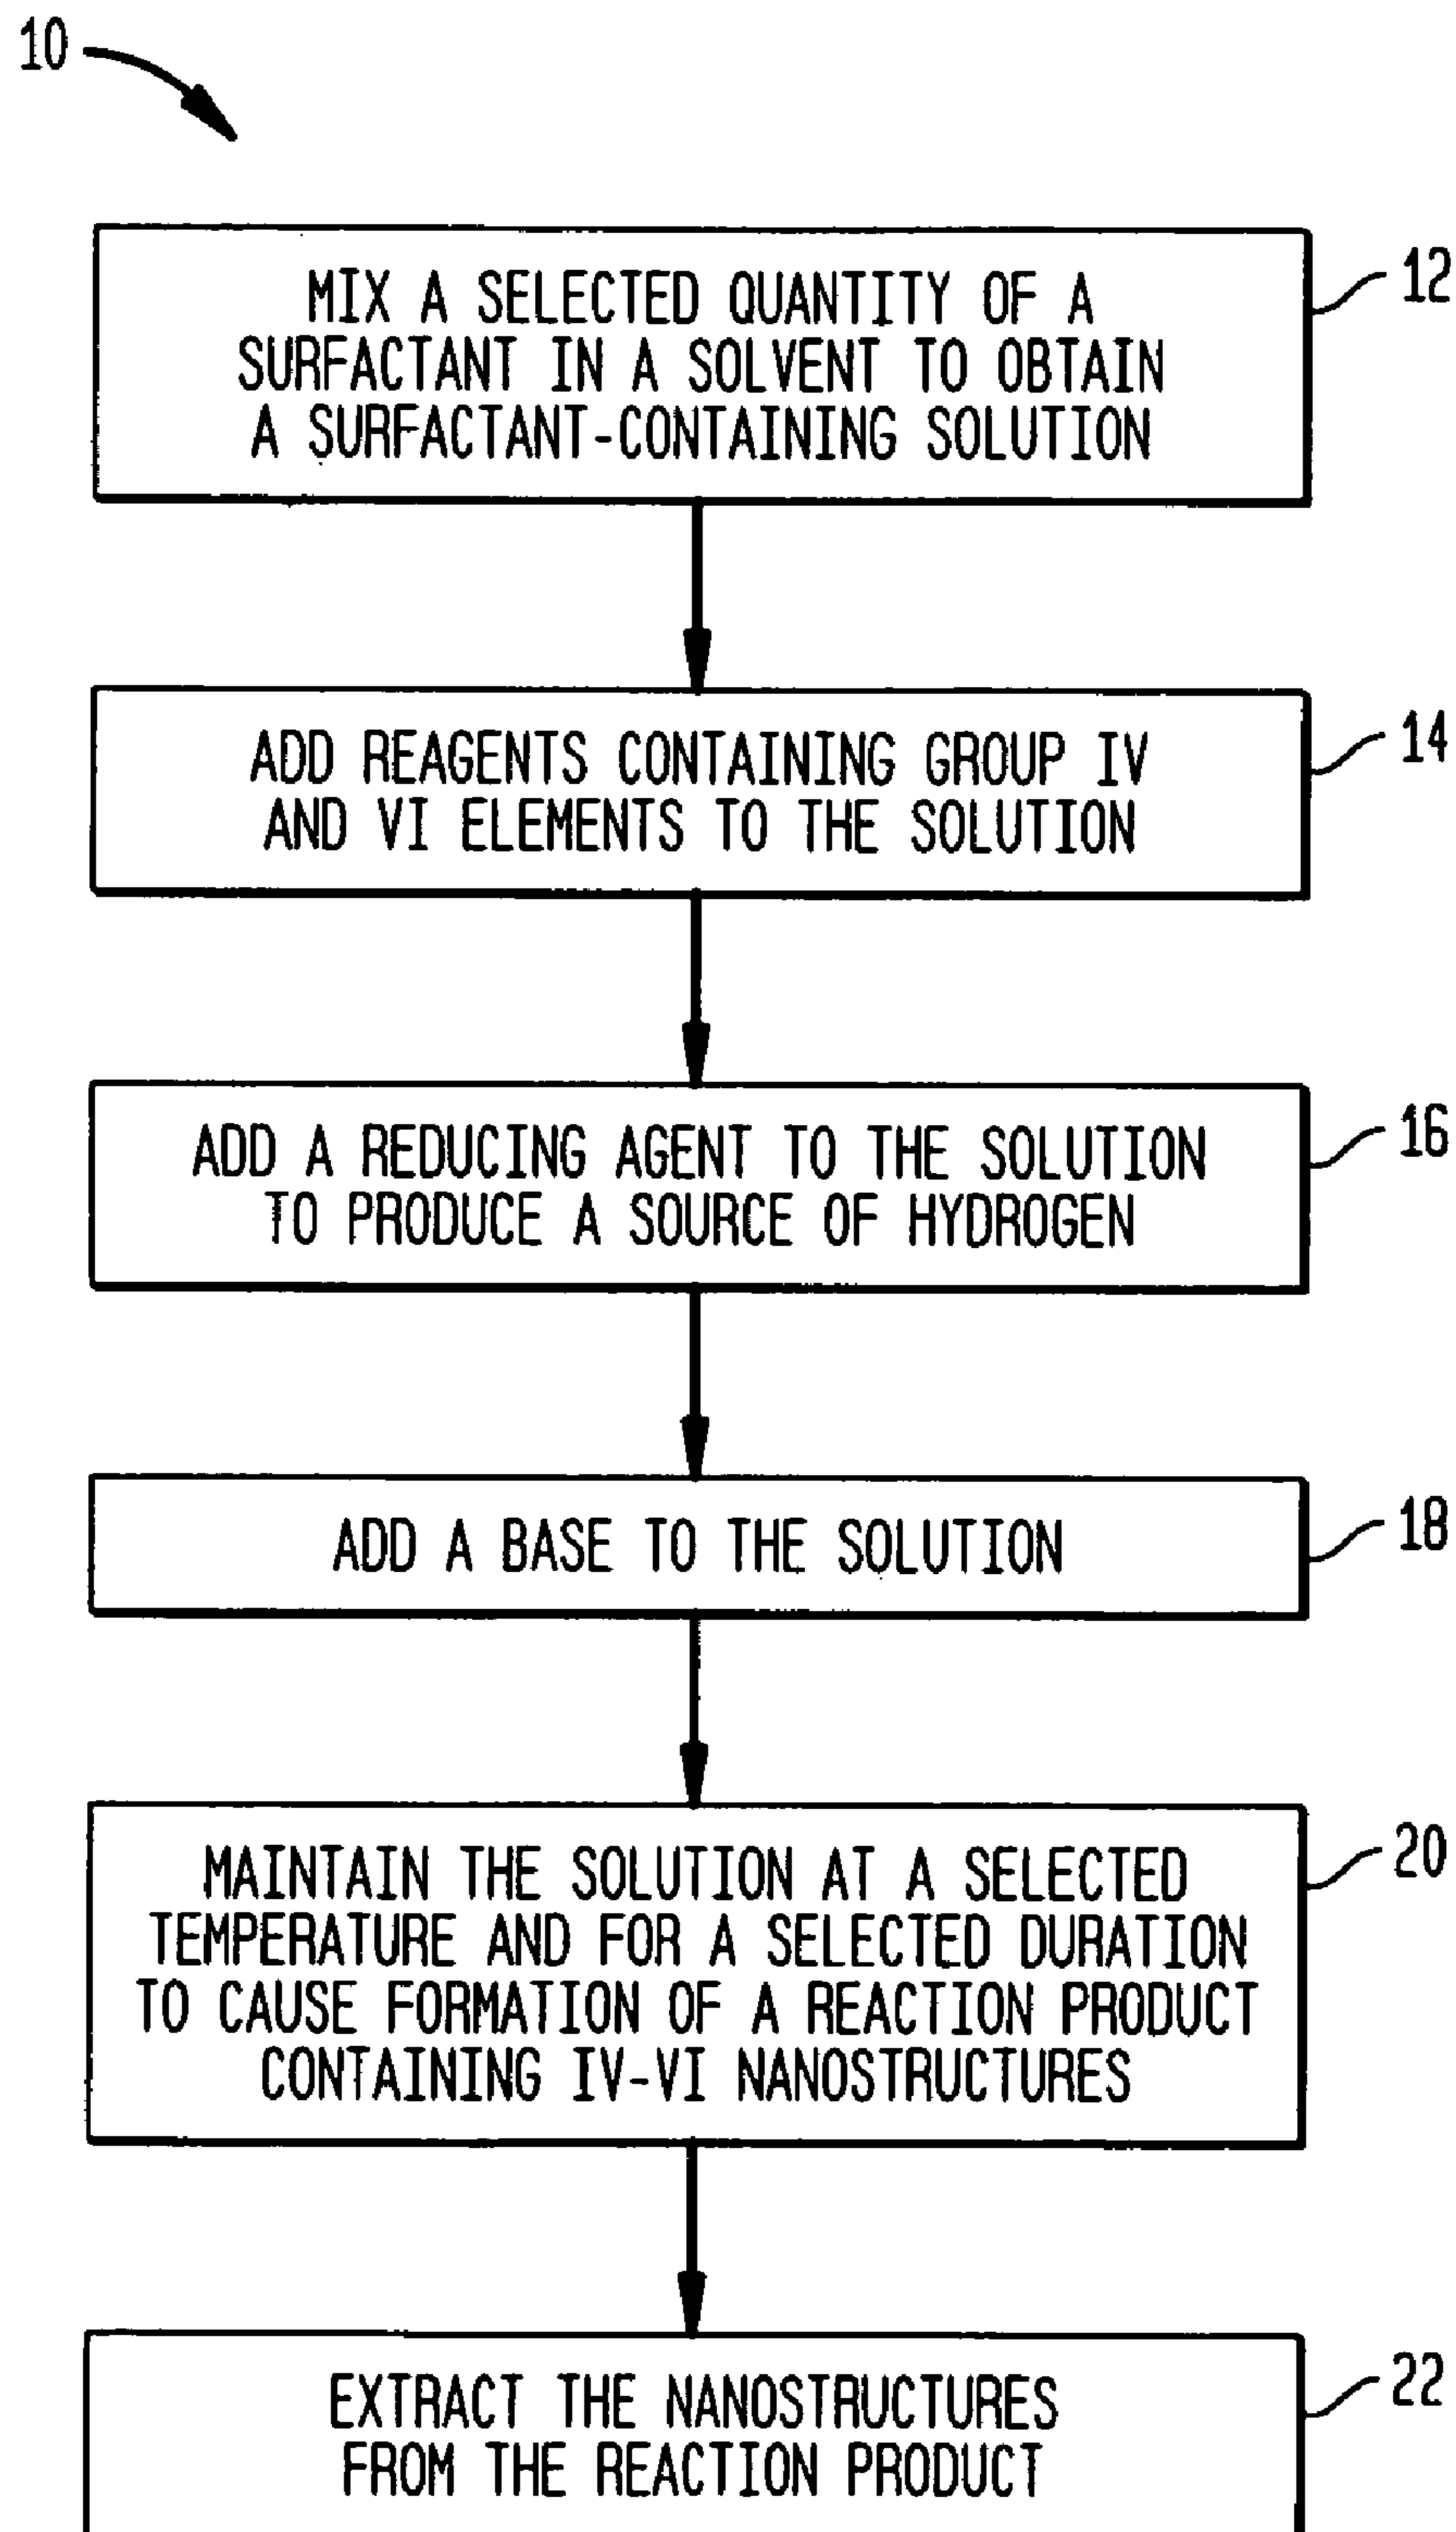 10
MIX A SELECTED QUANTITY OF A
SURFACTANT IN A SOLVENT TO OBTAIN
A SURFACTANT-CONTAINING SOLUTION
12
ADD REAGENTS CONTAINING GROUP IV
AND VI ELEMENTS TO THE SOLUTION
14
ADD A REDUCING AGENT TO THE SOLUTION
TO PRODUCE A SOURCE OF HYDROGEN
16
ADD A BASE TO THE SOLUTION
18
MAINTAIN THE SOLUTION AT A SELECTED
TEMPERATURE AND FOR A SELECTED DURATION
TO CAUSE FORMATION OF A REACTION PRODUCT
CONTAINING IV-VI NANOSTRUCTURES
20
EXTRACT THE NANOSTRUCTURES
FROM THE REACTION PRODUCT
22